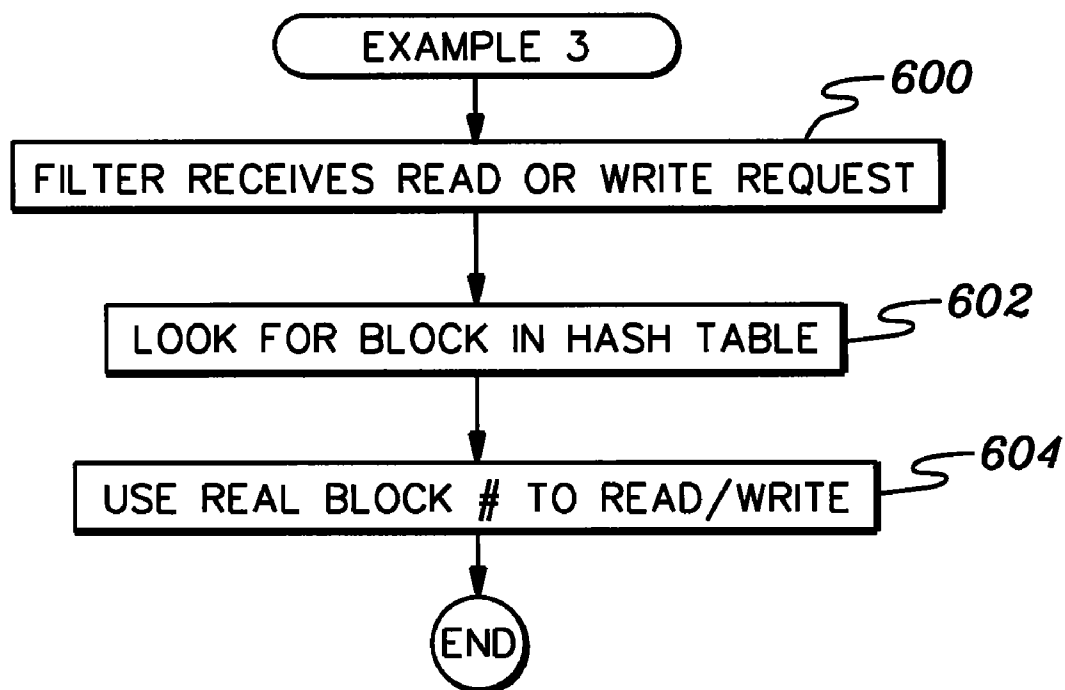 EXAMPLE 3
600
FILTER RECEIVES READ OR WRITE REQUEST
602
LOOK FOR BLOCK IN HASH TABLE
604
USE REAL BLOCK # TO READ/WRITE
END